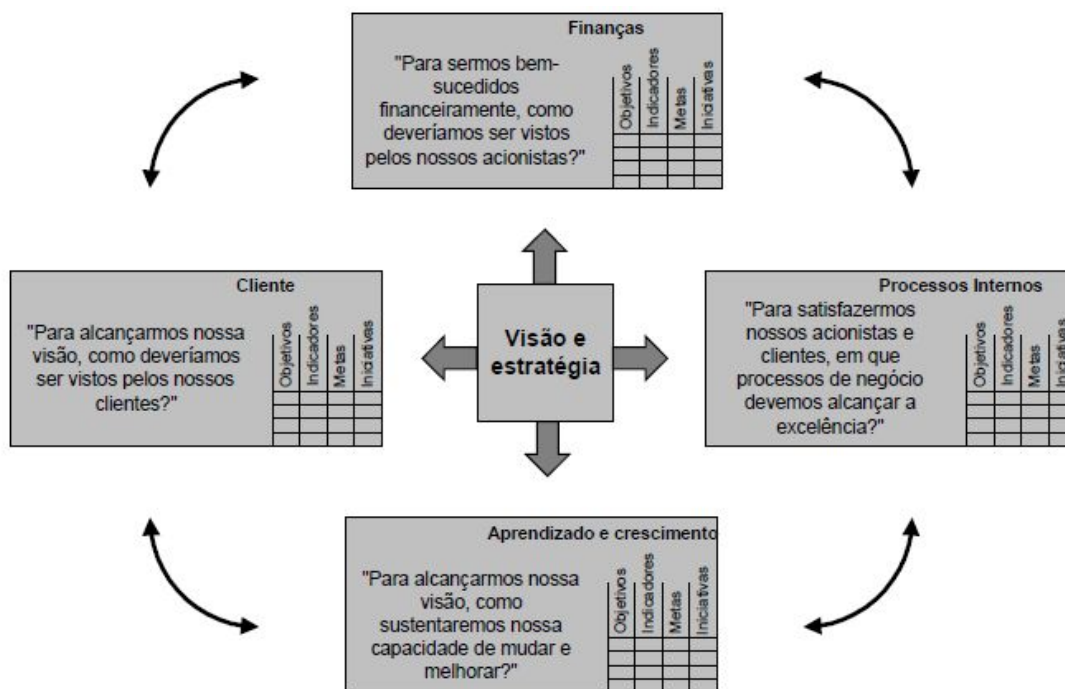 Finanças
"Para sermos bem-
sucedidos
financeiramente, como
deveríamos ser vistos
pelos nossos acionistas?"
Objetivos
Indicadores
Metas
Iniciativas
Cliente
"Para alcançarmos nossa
visão, como deveríamos
ser vistos pelos nossos
clientes?"
Objetivos
Indicadores
Metas
Iniciativas
Visão e
estratégia
Processos Internos
"Para satisfazermos
nossos acionistas e
clientes, em que
processos de negócio
devemos alcançar a
excelência?"
Objetivos
Indicadores
Metas
Iniciativas
Aprendizado e crescimento
"Para alcançarmos nossa
visão, como
sustentaremos nossa
capacidade de mudar e
melhorar?"
Objetivos
Indicadores
Metas
Iniciativas